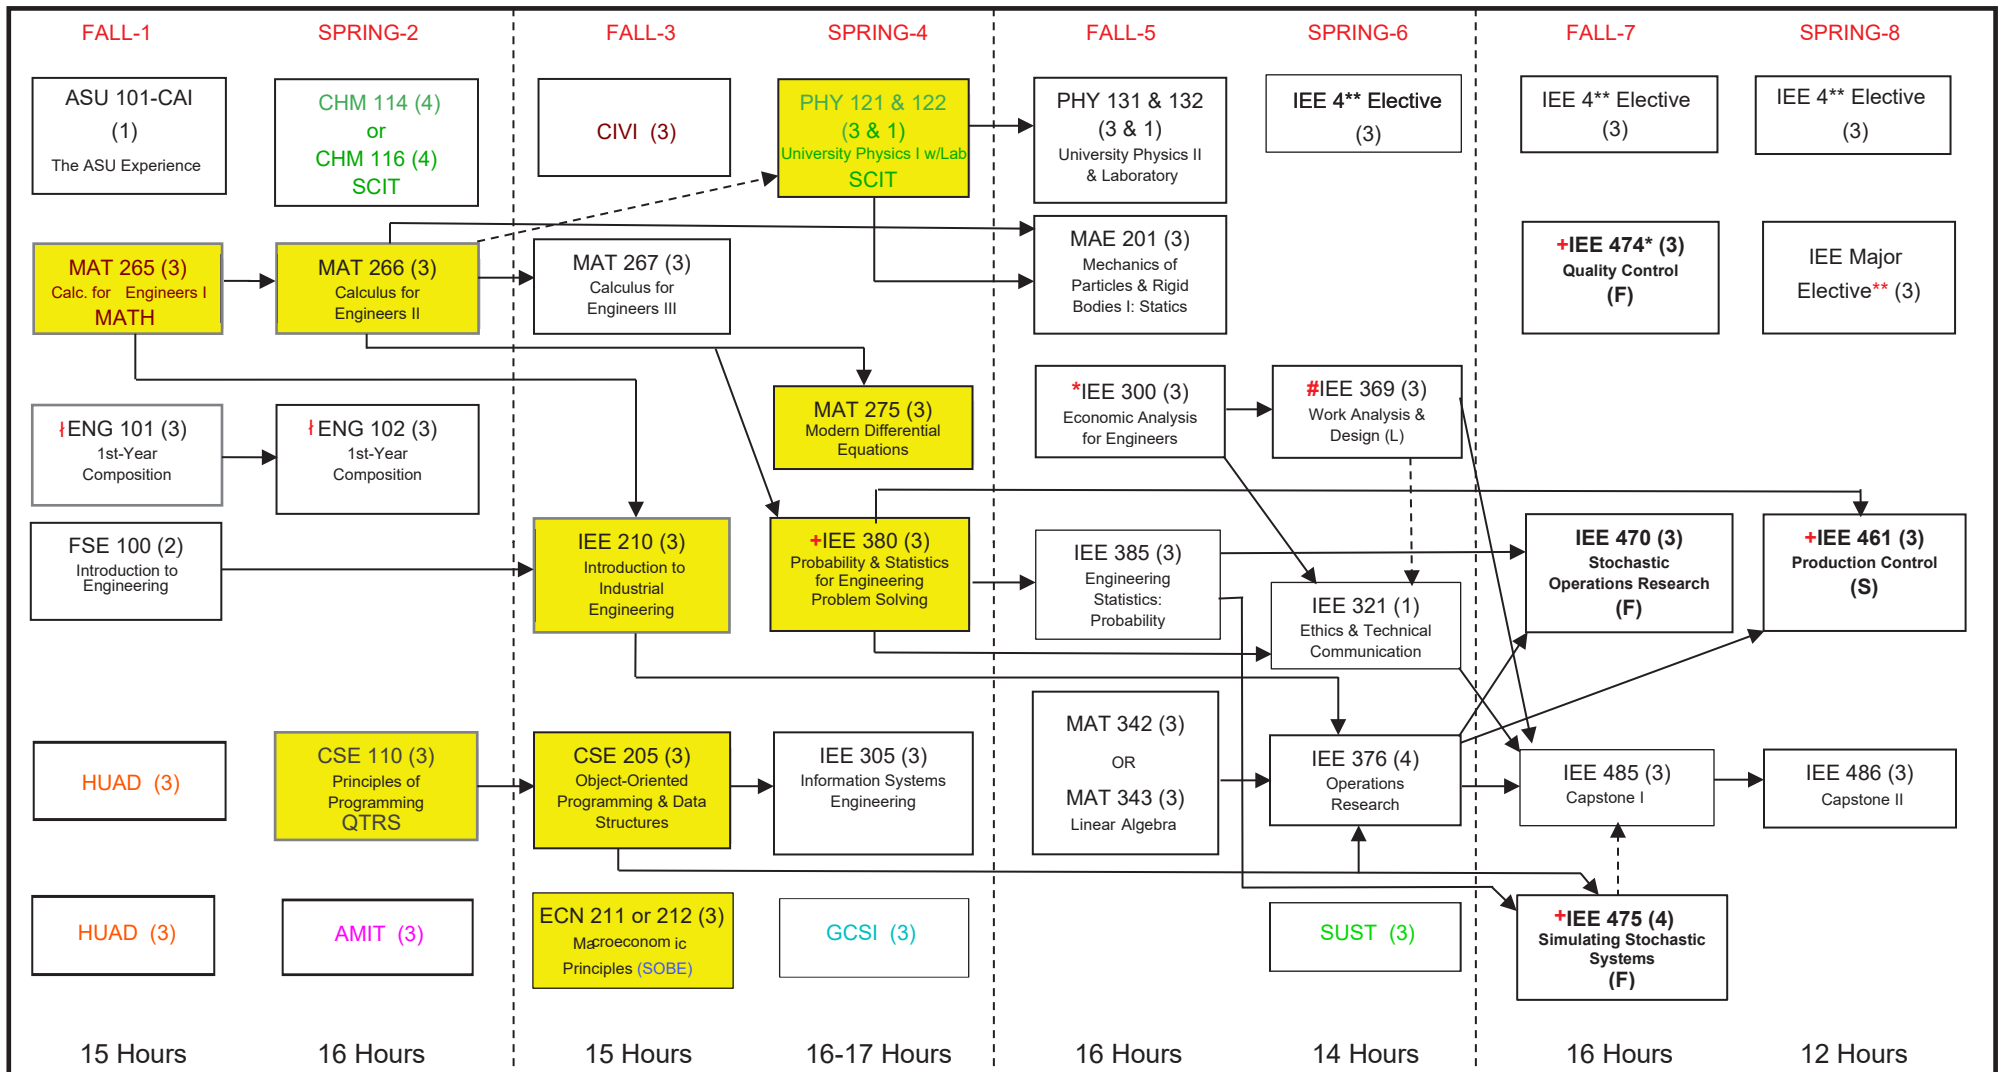 FALL-1
SPRING-2
FALL-3
SPRING-4
FALL-5
SPRING-6
FALL-7
SPRING-8
ASU 101-CAI
(1)
The ASU Experience
CHM 114 (4)
or
CHM 116 (4)
SCIT
CIVI (3)
PHY 121 & 122
(3 & 1)
University Physics I w/Lab
SCIT
PHY 131 & 132
(3 & 1)
University Physics II
& Laboratory
IEE 4** Elective
(3)
IEE 4** Elective
(3)
IEE 4** Elective
(3)
MAT 265 (3)
Calc. for Engineers I
MATH
MAT 266 (3)
Calculus for
Engineers II
MAT 267 (3)
Calculus for
Engineers III
MAE 201 (3)
Mechanics of
Particles & Rigid
Bodies I: Statics
+IEE 474* (3)
Quality Control
(F)
IEE Major
Elective** (3)
MAT 275 (3)
Modern Differential
Equations
*IEE 300 (3)
Economic Analysis
for Engineers
#IEE 369 (3)
Work Analysis &
Design (L)
ƚENG 101 (3)
1st-Year
Composition
ƚENG 102 (3)
1st-Year
Composition
FSE 100 (2)
Introduction to
Engineering
IEE 210 (3)
Introduction to
Industrial
Engineering
+IEE 380 (3)
Probability & Statistics
for Engineering
Problem Solving
IEE 385 (3)
Engineering
Statistics:
Probability
IEE 321 (1)
Ethics & Technical
Communication
IEE 470 (3)
Stochastic
Operations Research
(F)
+IEE 461 (3)
Production Control
(S)
HUAD (3)
CSE 110 (3)
Principles of
Programming
QTRS
CSE 205 (3)
Object-Oriented
Programming & Data
Structures
IEE 305 (3)
Information Systems
Engineering
MAT 342 (3)
OR
MAT 343 (3)
Linear Algebra
IEE 376 (4)
Operations
Research
IEE 485 (3)
Capstone I
IEE 486 (3)
Capstone II
HUAD (3)
AMIT (3)
ECN 211 or 212 (3)
Macroeconom ic
Principles (SOBE)
GCSI (3)
SUST (3)
+IEE 475 (4)
Simulating Stochastic
Systems
(F)
15 Hours
16 Hours
15 Hours
16-17 Hours
16 Hours
14 Hours
16 Hours
12 Hours